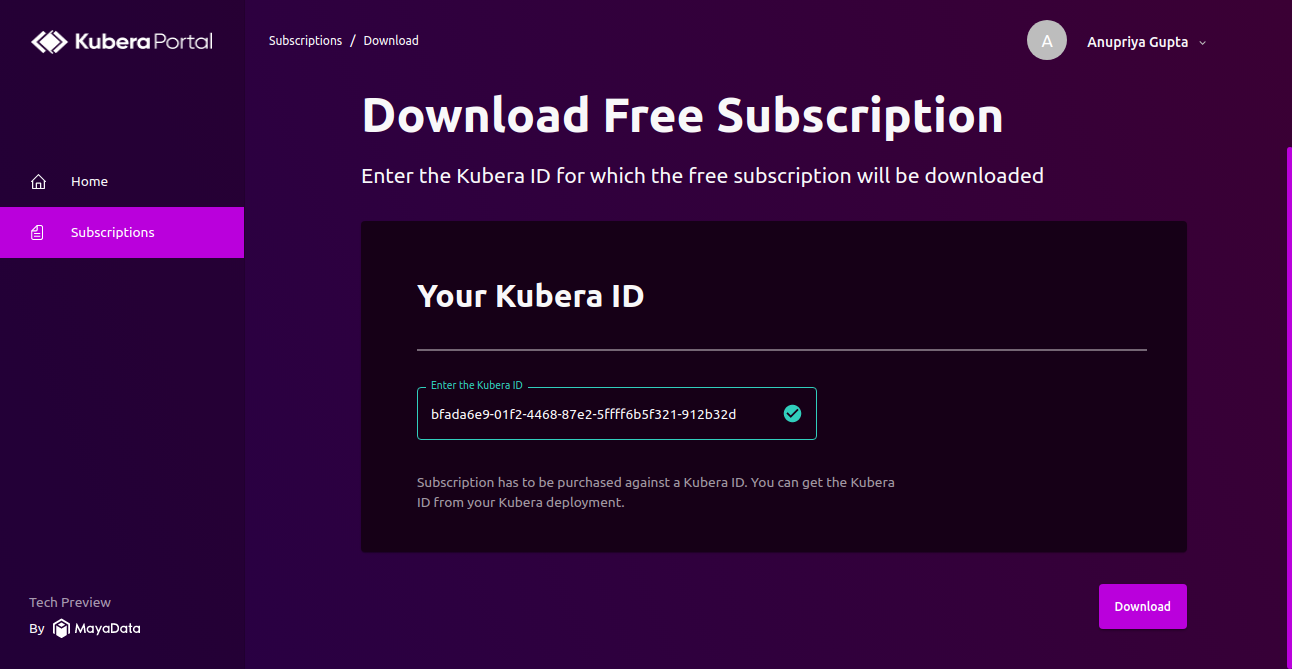 Kubera Portal
Subscriptions / Download
A
Anupriya Gupta
Home
Subscriptions
Download Free Subscription
Enter the Kubera ID for which the free subscription will be downloaded
Your Kubera ID
Enter the Kubera ID
bfada6e9-01f2-4468-87e2-5ffff6b5f321-912b32d
Subscription has to be purchased against a Kubera ID. You can get the Kubera
ID from your Kubera deployment.
Download
Tech Preview
By MayaData